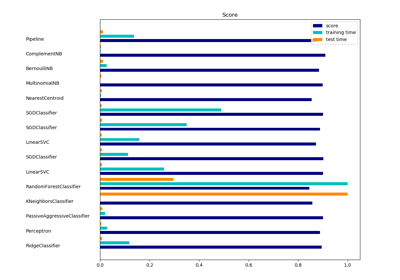 Score
score
training time
test time
Pipeline
ComplementNB
BernoulliNB
MultinomialNB
NearestCentroid
SGDClassifier
SGDClassifier
LinearSVC
SGDClassifier
LinearSVC
RandomForestClassifier
KNeighborsClassifier
PassiveAggressiveClassifier
Perceptron
RidgeClassifier
0.0 0.2 0.4 0.6 0.8 1.0